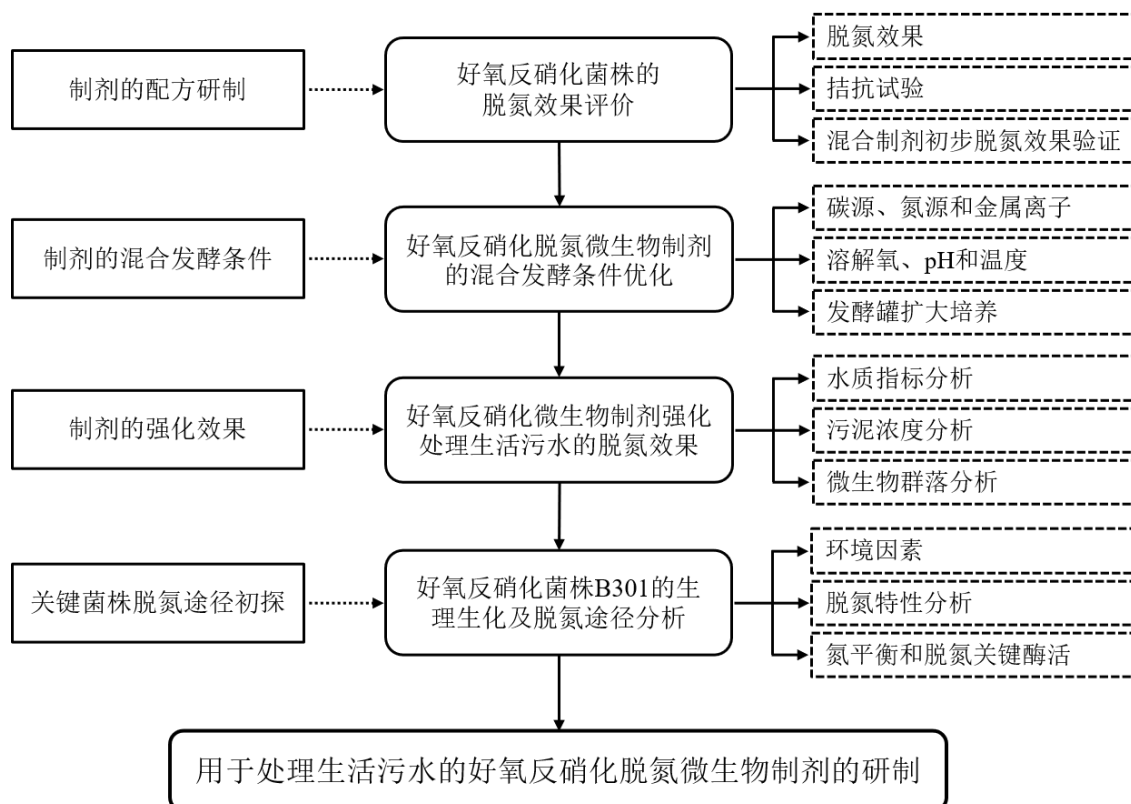 制剂的配方研制
好氧反硝化菌株的
脱氮效果评价
脱氮效果
拮抗试验
混合制剂初步脱氮效果验证
制剂的混合发酵条件
好氧反硝化脱氮微生物制剂
的混合发酵条件优化
碳源、氮源和金属离子
溶解氧、pH和温度
发酵罐扩大培养
制剂的强化效果
好氧反硝化微生物制剂强化
处理生活污水的脱氮效果
水质指标分析
污泥浓度分析
微生物群落分析
关键菌株脱氮途径初探
好氧反硝化菌株B301的生
理生化及脱氮途径分析
环境因素
脱氮特性分析
氮平衡和脱氮关键酶活
用于处理生活污水的好氧反硝化脱氮微生物制剂的研制